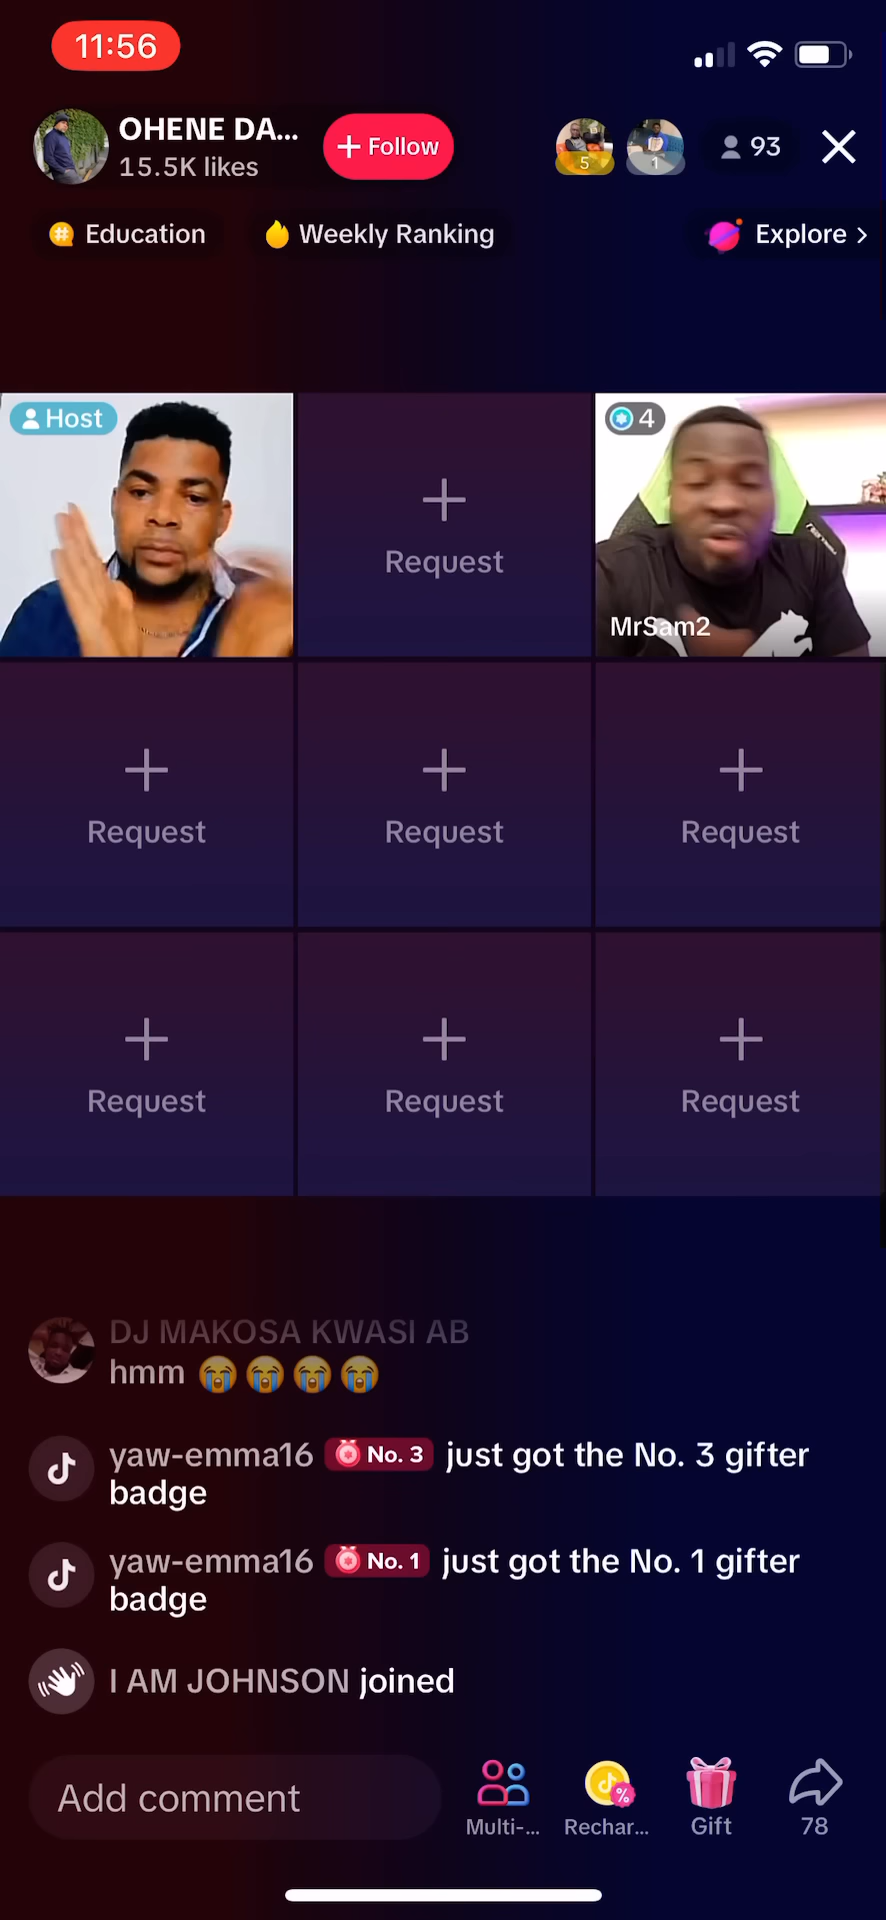 11:56
OHENE DA...
15.5K likes
+ Follow
5
1
93
Education
Weekly Ranking
Explore >
Host
Request
4
MrSam2
Request
Request
Request
Request
Request
Request
DJ MAKOSA KWASI AB
hmm 😭😭😭😭
yaw-emma16 No. 3 just got the No. 3 gifter
badge
yaw-emma16 No. 1 just got the No. 1 gifter
badge
I AM JOHNSON joined
Add comment
Multi-...
Rechar...
Gift
78